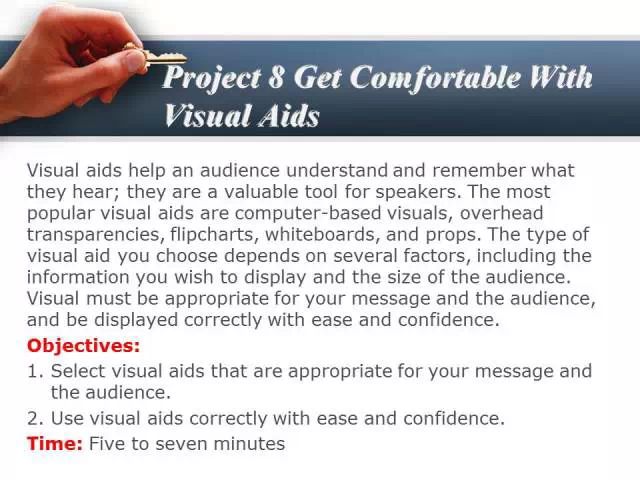 Project 8 Get Comfortable With
Visual Aids
Visual aids help an audience understand and remember what
they hear; they are a valuable tool for speakers. The most
popular visual aids are computer-based visuals, overhead
transparencies, flipcharts, whiteboards, and props. The type of
visual aid you choose depends on several factors, including the
information you wish to display and the size of the audience.
Visual must be appropriate for your message and the audience,
and be displayed correctly with ease and confidence.
Objectives:
1. Select visual aids that are appropriate for your message and
the audience.
2. Use visual aids correctly with ease and confidence.
Time: Five to seven minutes